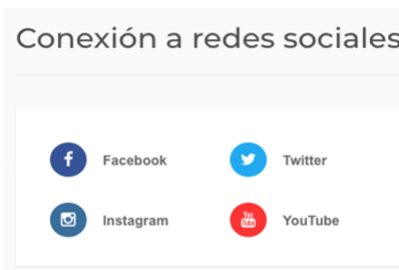 Conexión a redes sociales
Facebook
Twitter
Instagram
YouTube